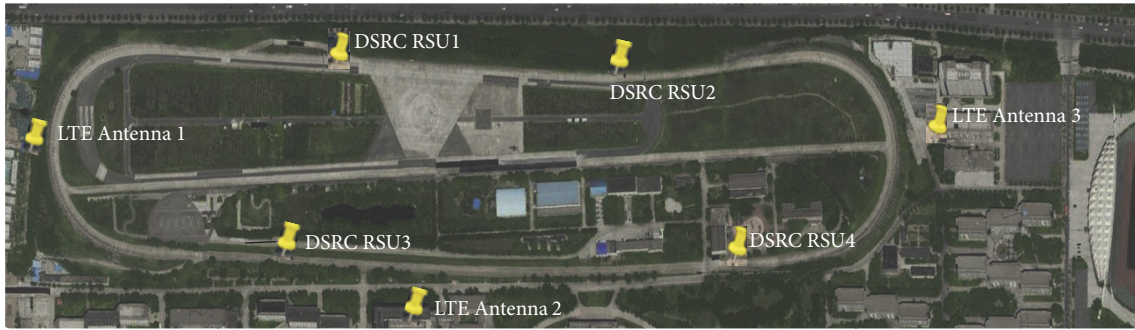 DSRC RSU1
DSRC RSU2
LTE Antenna 1
LTE Antenna 3
DSRC RSU3
DSRC RSU4
LTE Antenna 2